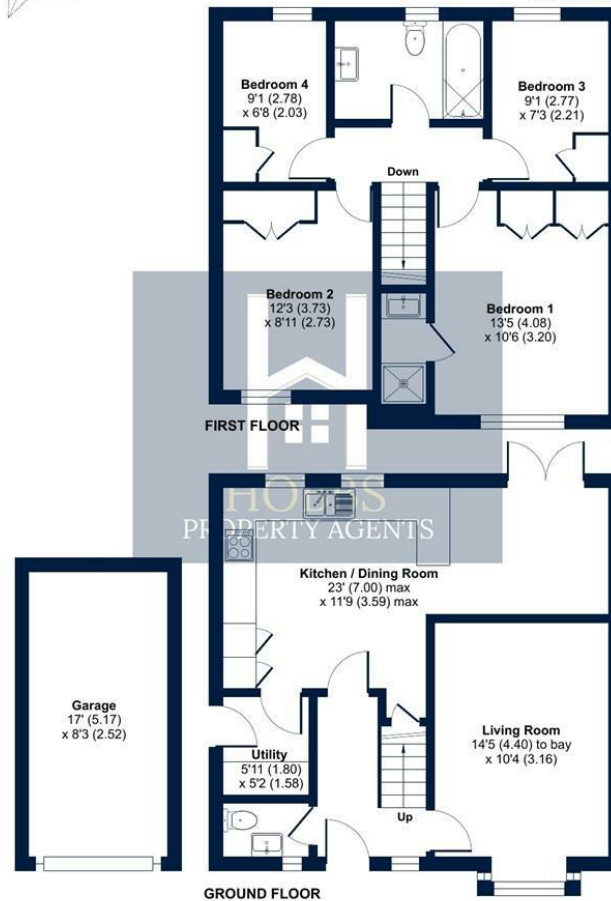 Bedroom 4
9'1 (2.78)
x 6'8 (2.03)
Bedroom 3
9'1 (2.77)
x 7'3 (2.21)
Down
Bedroom 2
12'3 (3.73)
x 8'11 (2.73)
Bedroom 1
13'5 (4.08)
x 10'6 (3.20)
FIRST FLOOR
HOBBS
PROPERTY AGENTS
Kitchen / Dining Room
23' (7.00) max
x 11'9 (3.59) max
Garage
17' (5.17)
x 8'3 (2.52)
Utility
5'11 (1.80)
x 5'2 (1.58)
Living Room
14'5 (4.40) to bay
x 10'4 (3.16)
Up
GROUND FLOOR